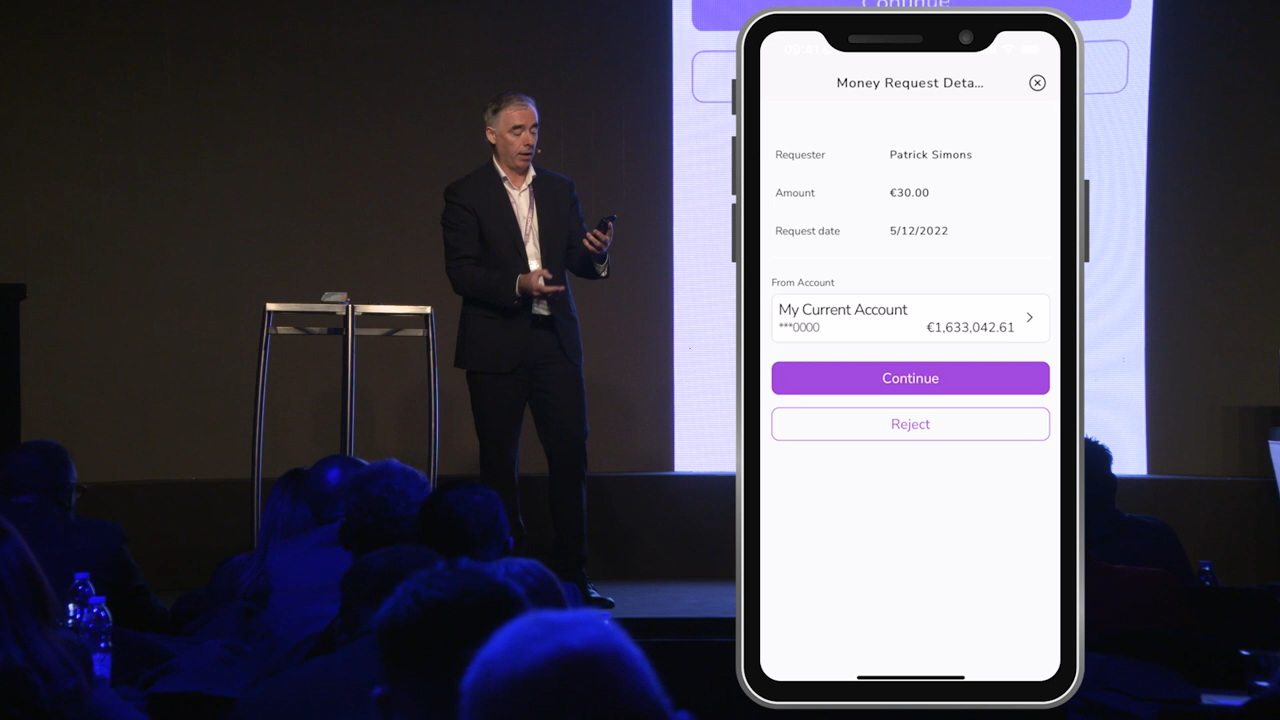 Continue
Money Request Deta...
Requester Patrick Simons
Amount €30.00
Request date 5/12/2022
From Account
My Current Account
***0000 €1,633,042.61
Continue
Reject